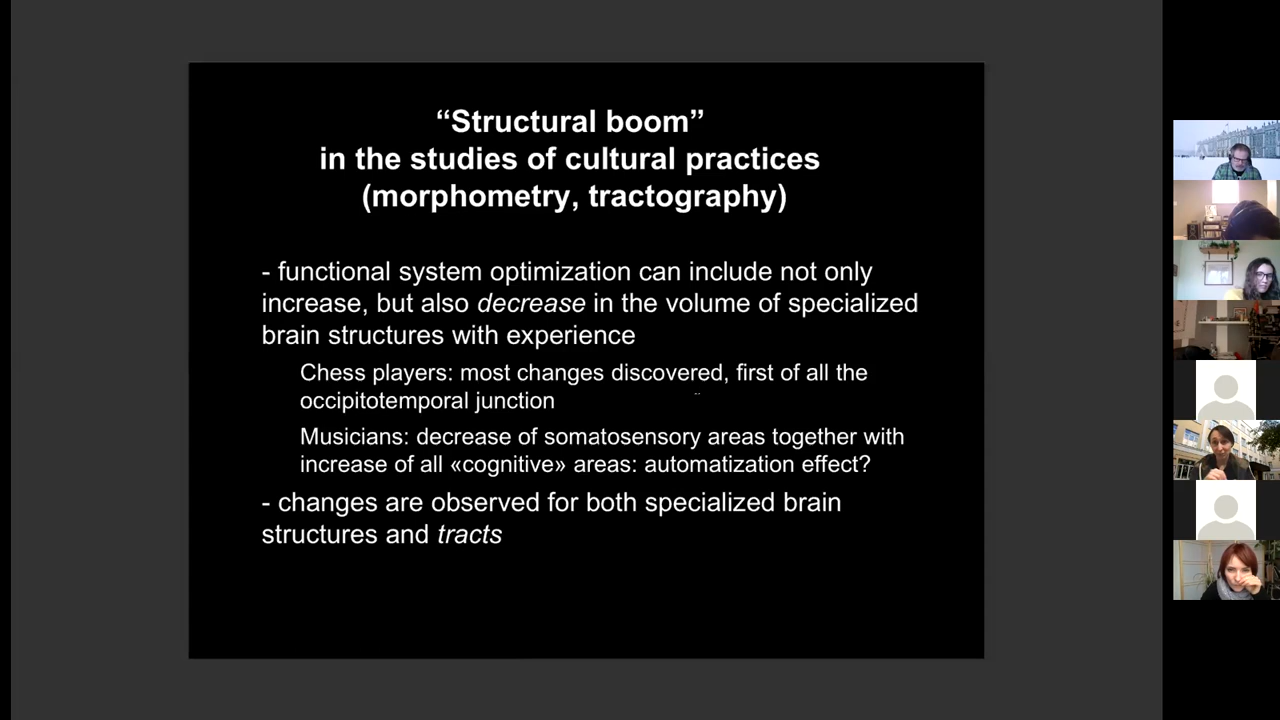 “Structural boom”
in the studies of cultural practices
(morphometry, tractography)
- functional system optimization can include not only
increase, but also decrease in the volume of specialized
brain structures with experience
Chess players: most changes discovered, first of all the
occipitotemporal junction
Musicians: decrease of somatosensory areas together with
increase of all «cognitive» areas: automatization effect?
- changes are observed for both specialized brain
structures and tracts